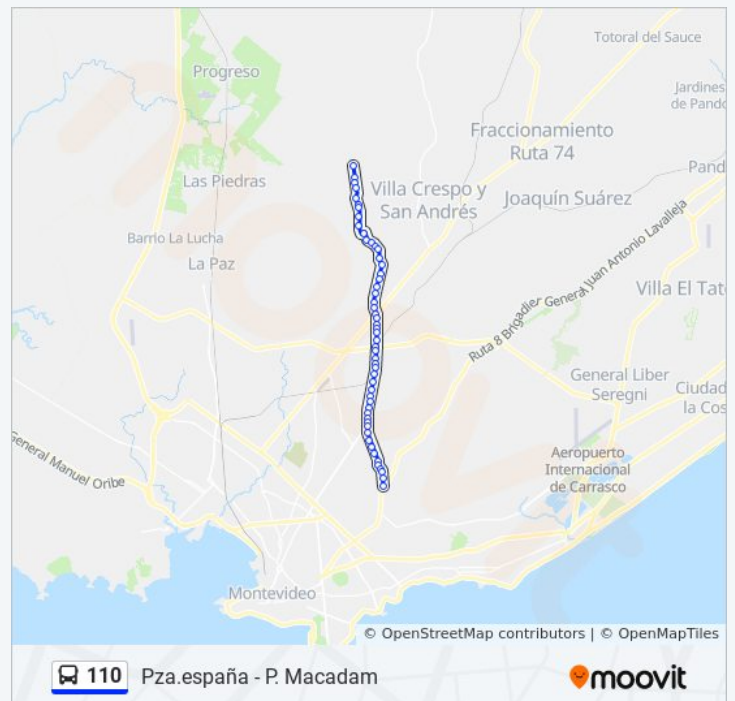 Totoral del Sauce
Progreso
Jardines
de Pando
Fraccionamiento
Ruta 74
Pand
Las Piedras
Villa Crespo y
San Andrés
Joaquín Suárez
Barrio La Lucha
La Paz
Ruta 8 Brigadier General Juan Antonio Lavalleja
Villa El Tat
General Liber
Seregni
Ciudad
la Cos
General Manuel Oribe
Aeropuerto
Internacional
de Carrasco
Montevideo
© OpenStreetMap contributors | © OpenMapTiles
110 Pza.españa - P. Macadam
moovit